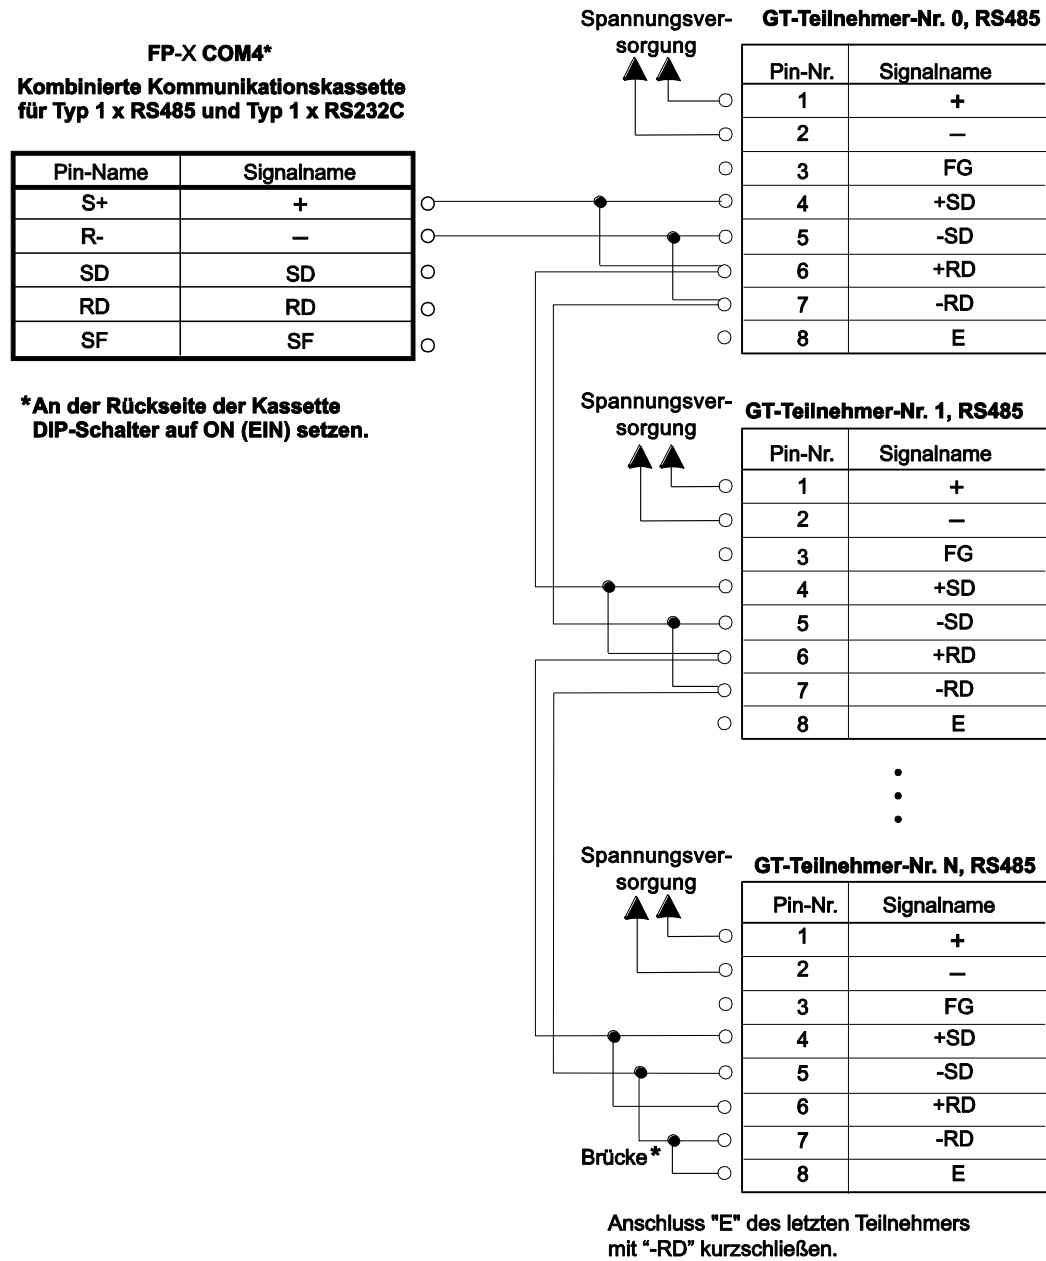 FP-X COM4*
Kombinierte Kommunikationskassette
für Typ 1 x RS485 und Typ 1 x RS232C
Pin-Name Signalname
S+ +
R- –
SD SD
RD RD
SF SF
*An der Rückseite der Kassette
DIP-Schalter auf ON (EIN) setzen.
Spannungsver-
sorgung
GT-Teilnehmer-Nr. 0, RS485
Pin-Nr. Signalname
1 +
2 –
3 FG
4 +SD
5 -SD
6 +RD
7 -RD
8 E
Spannungsver-
sorgung
GT-Teilnehmer-Nr. 1, RS485
Pin-Nr. Signalname
1 +
2 –
3 FG
4 +SD
5 -SD
6 +RD
7 -RD
8 E
Spannungsver-
sorgung
GT-Teilnehmer-Nr. N, RS485
Pin-Nr. Signalname
1 +
2 –
3 FG
4 +SD
5 -SD
6 +RD
7 -RD
8 E
Brücke*
Anschluss "E" des letzten Teilnehmers
mit “-RD” kurzschließen.